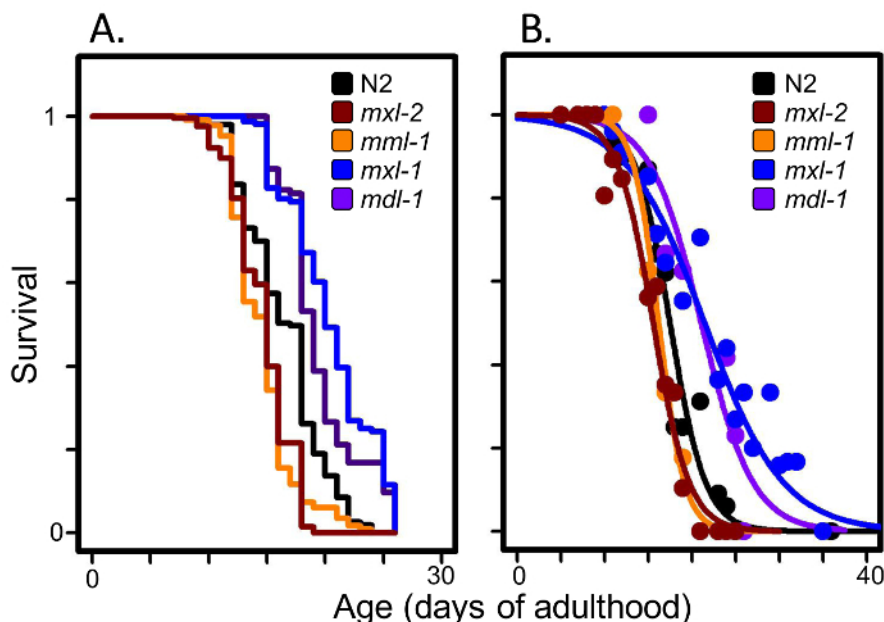 A.
N2
mxl-2
mml-1
mxl-1
mdl-1
1
0
0
30
B.
N2
mxl-2
mml-1
mxl-1
mdl-1
0
40
Survival
Age (days of adulthood)